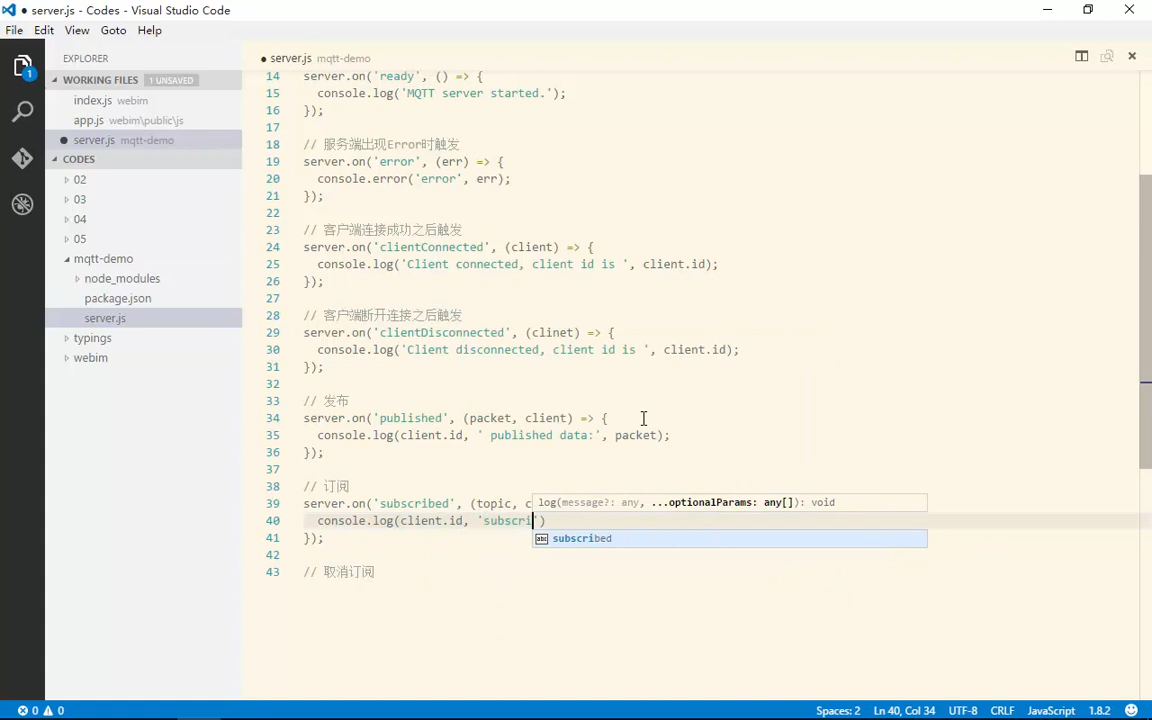 ● server.js - Codes - Visual Studio Code
File Edit View Goto Help
EXPLORER
WORKING FILES 1 UNSAVED
index.js webim
app.js webim\public\js
server.js mqtt-demo
CODES
02
03
04
05
mqtt-demo
node_modules
package.json
server.js
typings
webim
1
● server.js mqtt-demo
14 server.on('ready', () => {
15 console.log('MQTT server started.');
16 });
17
18 // 服务端出现Error时触发
19 server.on('error', (err) => {
20 console.error('error', err);
21 });
22
23 // 客户端连接成功之后触发
24 server.on('clientConnected', (client) => {
25 console.log('Client connected, client id is ', client.id);
26 });
27
28 // 客户端断开连接之后触发
29 server.on('clientDisconnected', (clinet) => {
30 console.log('Client disconnected, client id is ', client.id);
31 });
32
33 // 发布
34 server.on('published', (packet, client) => {
35 console.log(client.id, ' published data:', packet);
36 });
37
38 // 订阅
39 server.on('subscribed', (topic, c
log(message?: any, ...optionalParams: any[]): void
40 console.log(client.id, 'subscri')
subscribed
41 });
42
43 // 取消订阅
0 0 Spaces: 2 Ln 40, Col 34 UTF-8 CRLF JavaScript 1.8.2